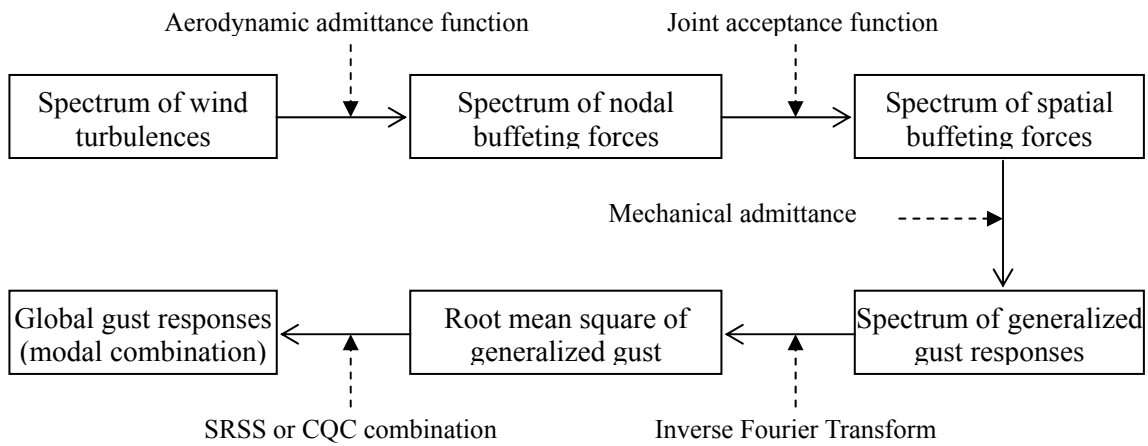 Aerodynamic admittance function
Joint acceptance function
Spectrum of wind
turbulences
Spectrum of nodal
buffeting forces
Spectrum of spatial
buffeting forces
Mechanical admittance
Global gust responses
(modal combination)
Root mean square of
generalized gust
Spectrum of generalized
gust responses
SRSS or CQC combination
Inverse Fourier Transform